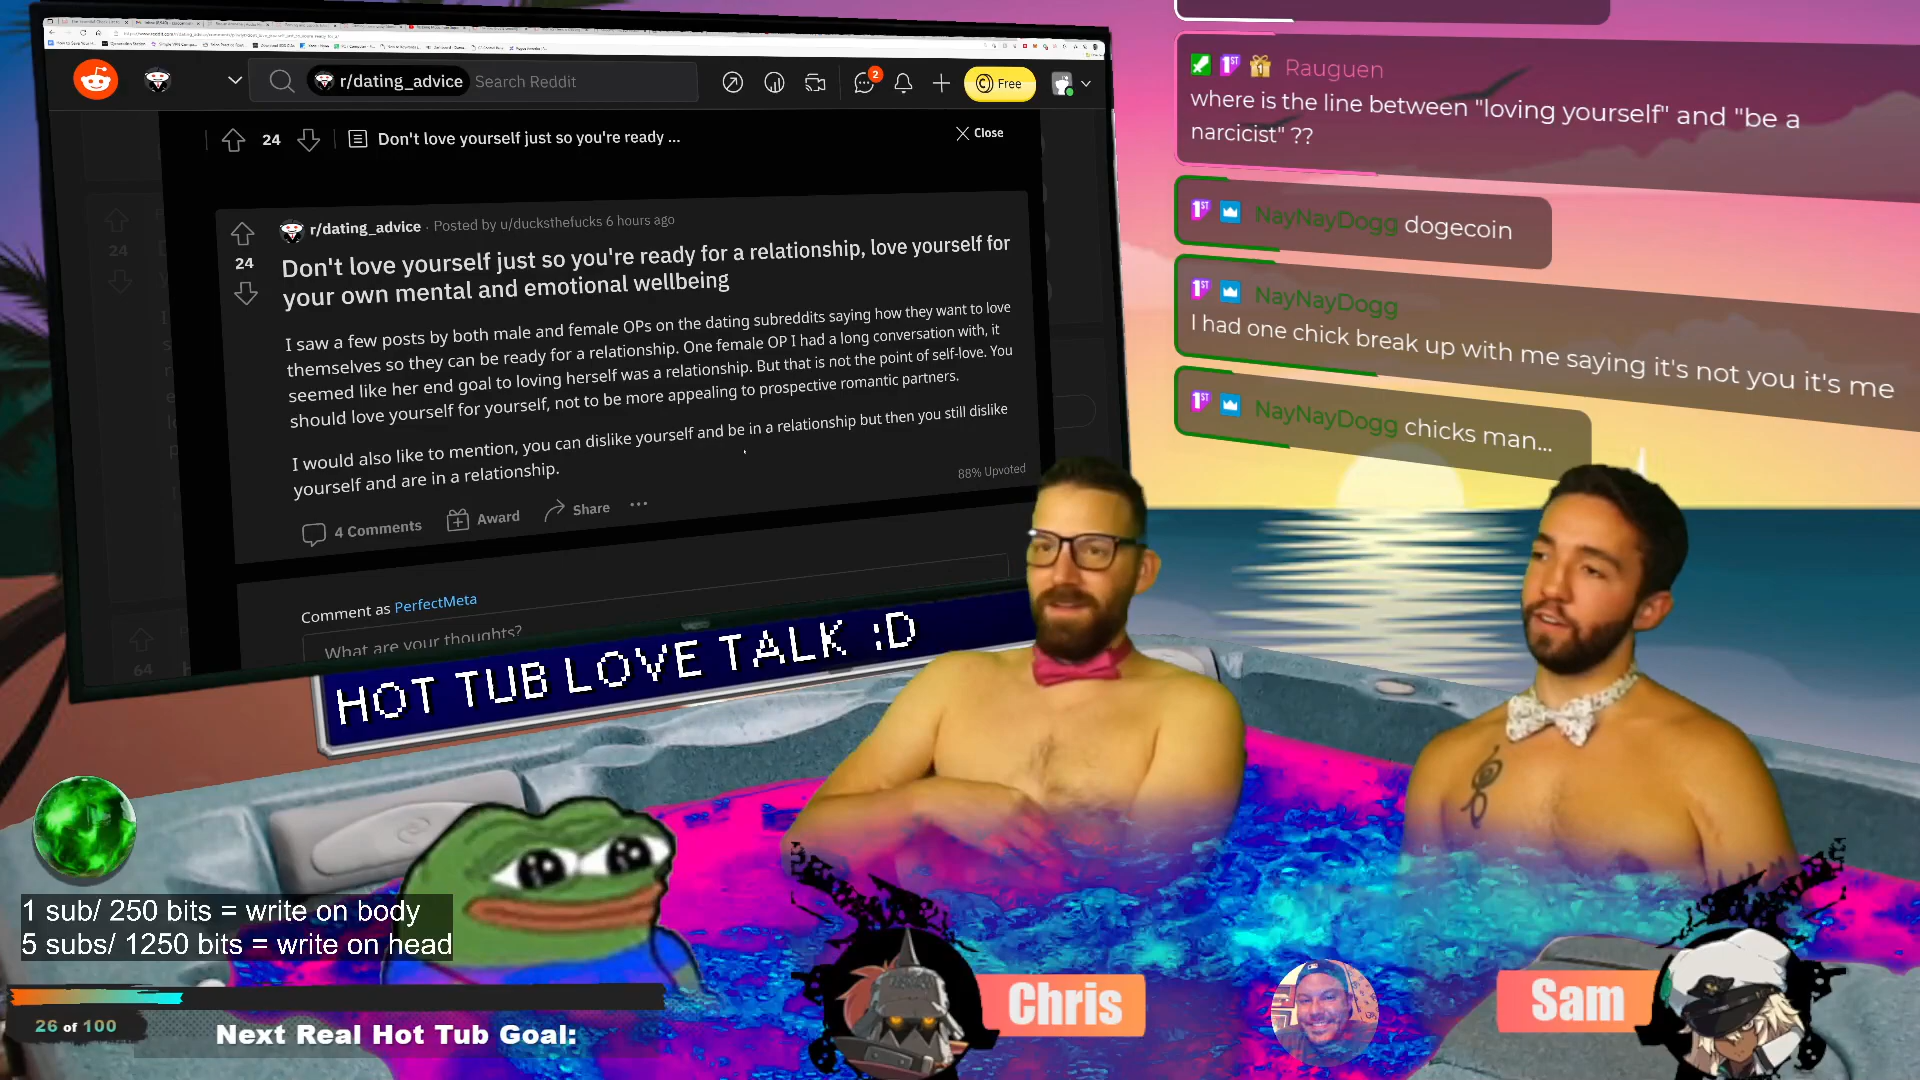 r/dating_advice Search Reddit
2
Free
24 Don't love yourself just so you're ready ...
Close
r/dating_advice · Posted by u/ducksthefucks 6 hours ago
24
Don't love yourself just so you're ready for a relationship, love yourself for
your own mental and emotional wellbeing
I saw a few posts by both male and female OPs on the dating subreddits saying how they want to love
themselves so they can be ready for a relationship. One female OP I had a long conversation with, it
seemed like her end goal to loving herself was a relationship. But that is not the point of self-love. You
should love yourself for yourself, not to be more appealing to prospective romantic partners.
I would also like to mention, you can dislike yourself and be in a relationship but then you still dislike
yourself and are in a relationship.
88% Upvoted
4 Comments Award Share ...
Comment as PerfectMeta
What are your thoughts?
24
64
HOT TUB LOVE TALK :D
1ST 1 Rauguen
where is the line between "loving yourself" and "be a
narcicist" ??
1ST NayNayDogg dogecoin
1ST NayNayDogg
I had one chick break up with me saying it's not you it's me
1ST NayNayDogg chicks man...
1 sub/ 250 bits = write on body
5 subs/ 1250 bits = write on head
26 of 100
Next Real Hot Tub Goal:
Chris
Sam